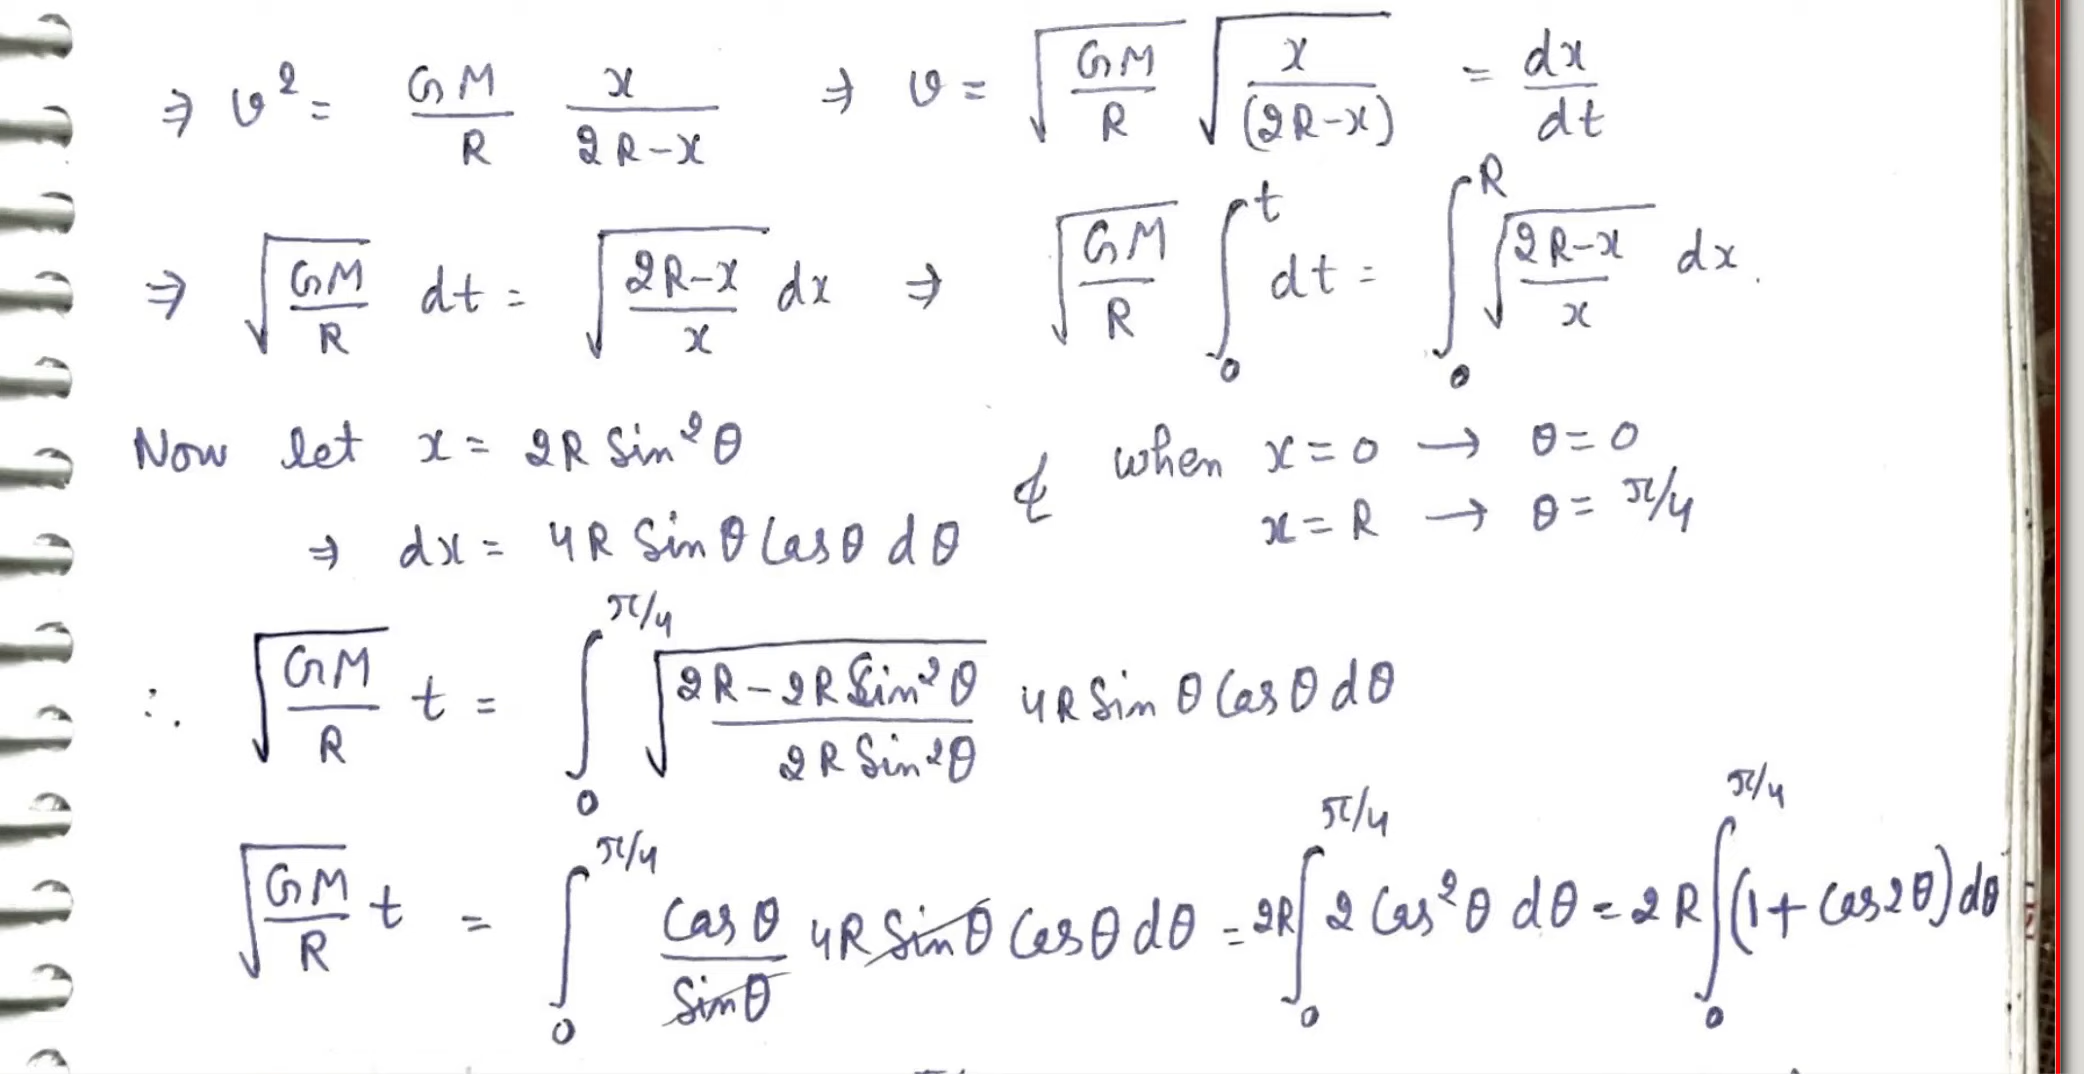 ⇒ v² = GM/R x/(2R-x) ⇒ v = √(GM/R) √(x/(2R-x)) = dx/dt
⇒ √(GM/R) dt = √((2R-x)/x) dx ⇒ √(GM/R) ∫₀ᵗ dt = ∫₀ᴿ √((2R-x)/x) dx.
Now let x = 2R Sin²θ & when x = 0 → θ = 0
⇒ dx = 4R Sinθ Cosθ dθ x = R → θ = π/4
∴ √(GM/R) t = ∫₀^(π/4) √((2R-2R Sin²θ)/(2R Sin²θ)) 4R Sinθ Cosθ dθ
√(GM/R) t = ∫₀^(π/4) (Cosθ/Sinθ) 4R Sinθ Cosθ dθ = 2R ∫₀^(π/4) 2 Cos²θ dθ = 2R ∫₀^(π/4) (1 + Cos2θ) dθ